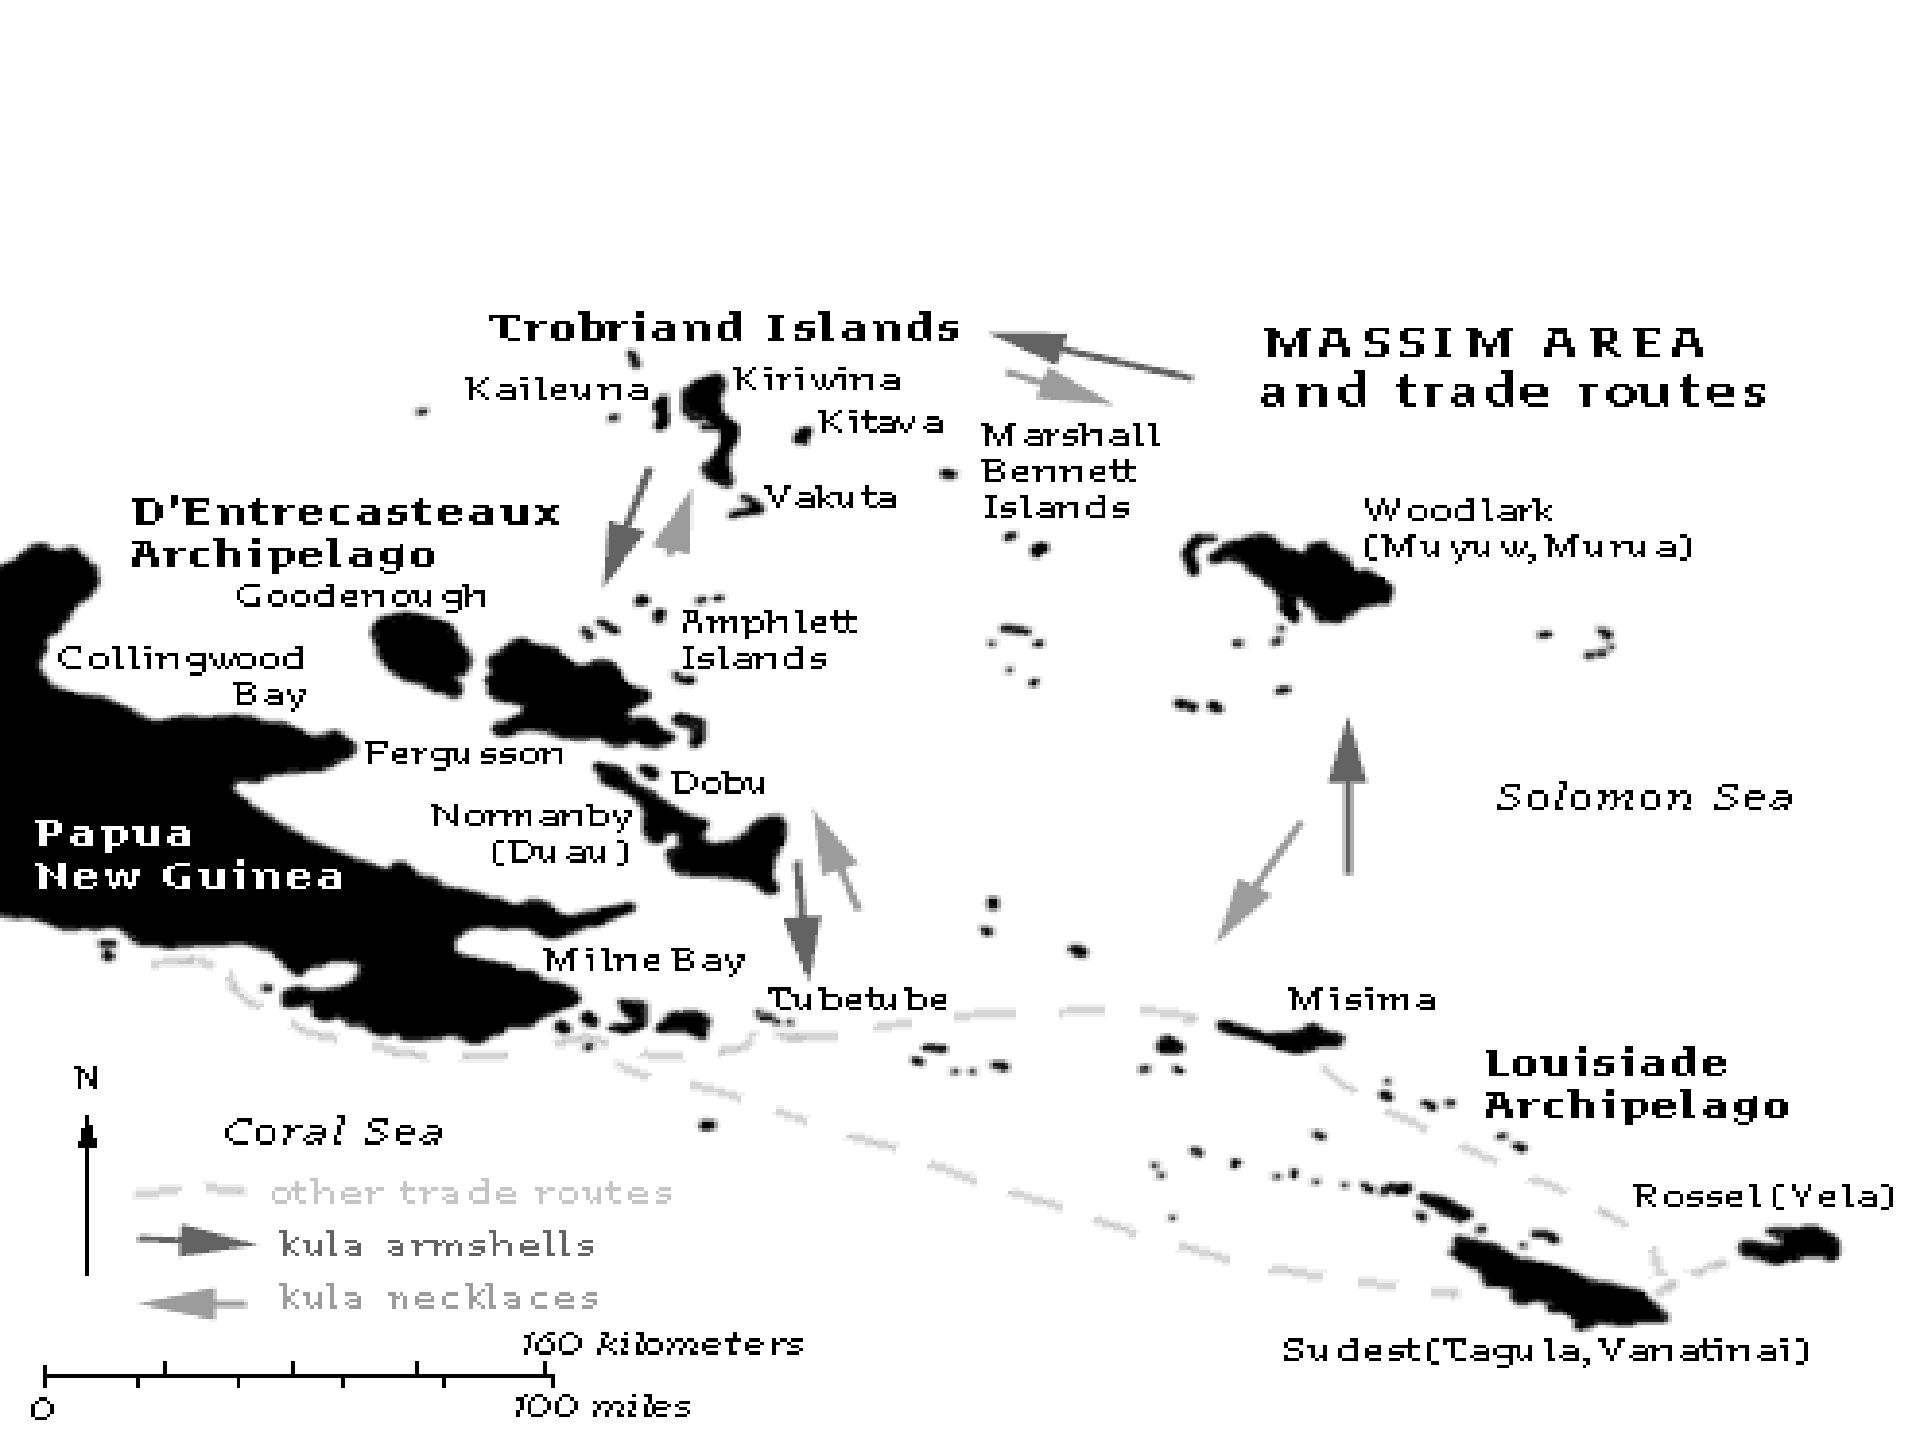 Trobriand Islands
MASSIM AREA
and trade routes
Kaileuna
Kiriwina
Kitava
Marshall
Bennett
Islands
Vakuta
D'Entrecasteaux
Archipelago
Woodlark
(Muyuw, Murua)
Goodenough
Amphlett
Islands
Collingwood
Bay
Fergusson
Dobu
Normanby
(Duau)
Solomon Sea
Papua
New Guinea
Milne Bay
Tubetube
Misima
Louisiade
Archipelago
N
Coral Sea
other trade routes
kula armshells
kula necklaces
Rossel (Yela)
160 kilometers
0
100 miles
Sudest (Tagula, Vanatinai)